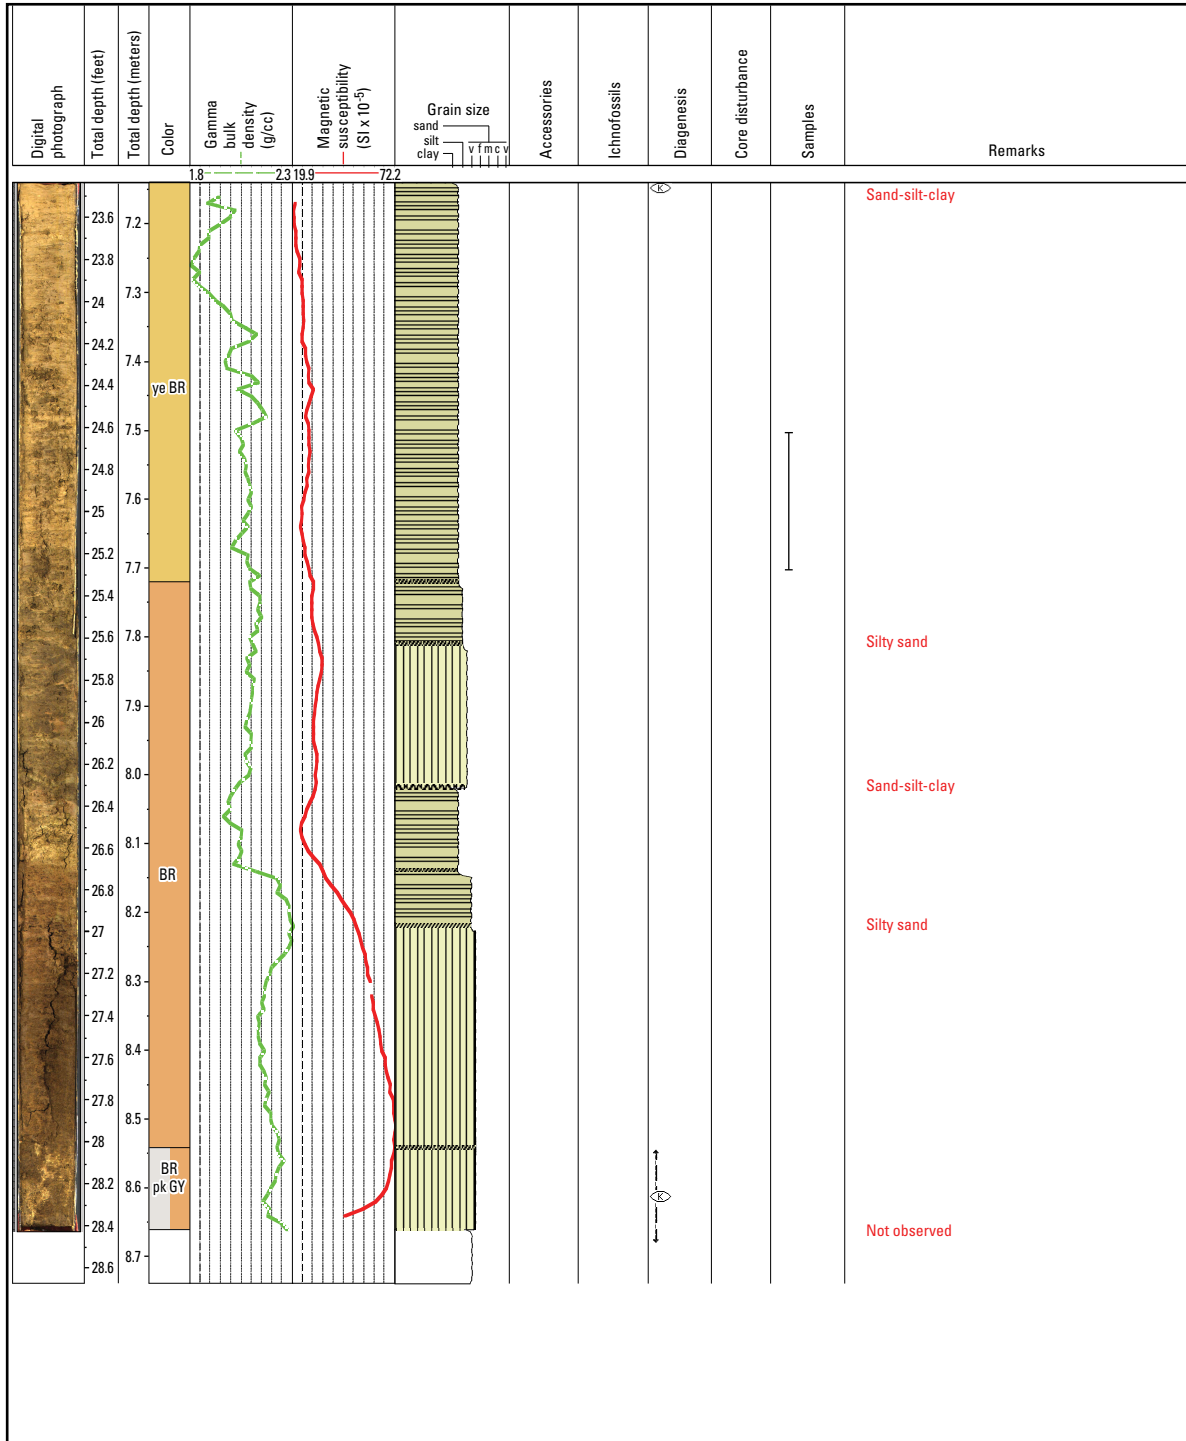 Digital photograph
Total depth (feet)
Total depth (meters)
Color
Gamma bulk density (g/cc)
Magnetic susceptibility (SI x 10-5)
Grain size
sand
silt
clay
v f m c v
Accessories
Ichnofossils
Diagenesis
Core disturbance
Samples
Remarks
1.8 2.3 19.9 72.2
K
Sand-silt-clay
23.6
7.2
23.8
7.3
24
24.2
7.4
24.4
ye BR
7.5
24.6
24.8
7.6
25
25.2
7.7
25.4
7.8
25.6
Silty sand
25.8
7.9
26
26.2
8.0
Sand-silt-clay
26.4
8.1
26.6
BR
26.8
8.2
27
Silty sand
27.2
8.3
27.4
8.4
27.6
27.8
8.5
28
BR
pk GY
28.2
8.6
K
28.4
Not observed
8.7
28.6